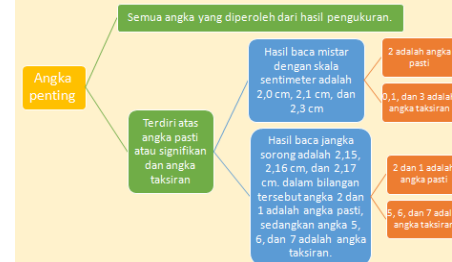 Semua angka yang diperoleh dari hasil pengukuran.
Angka
penting
Terdiri atas
angka pasti
atau signifikan
dan angka
taksiran
Hasil baca mistar
dengan skala
sentimeter adalah
2,0 cm, 2,1 cm, dan
2,3 cm
2 adalah angka
pasti
0,1, dan 3 adalah
angka taksiran
Hasil baca jangka
sorong adalah 2,15,
2,16 cm, dan 2,17
cm. dalam bilangan
tersebut angka 2 dan
1 adalah angka pasti,
sedangkan angka 5,
6, dan 7 adalah angka
taksiran.
2 dan 1 adalah
angka pasti
5, 6, dan 7 adalah
angka taksiran